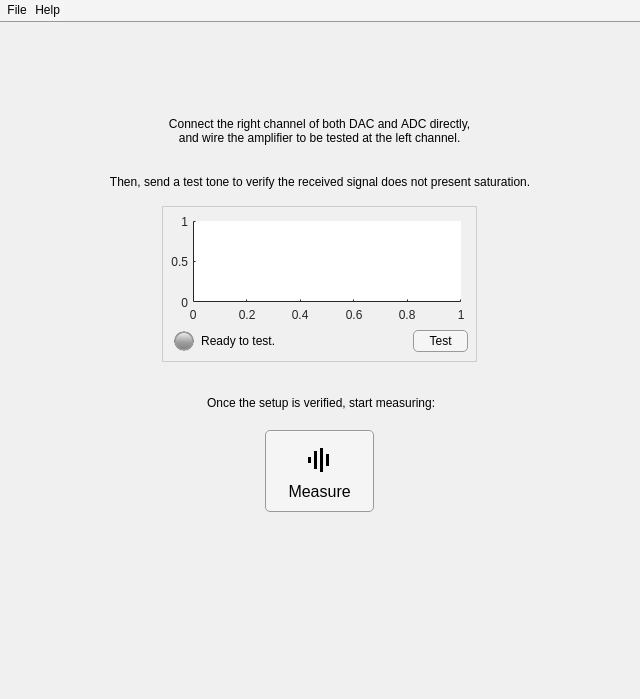 File Help
Connect the right channel of both DAC and ADC directly,
and wire the amplifier to be tested at the left channel.
Then, send a test tone to verify the received signal does not present saturation.
1
0.5
0
0 0.2 0.4 0.6 0.8 1
Ready to test. Test
Once the setup is verified, start measuring:
Measure